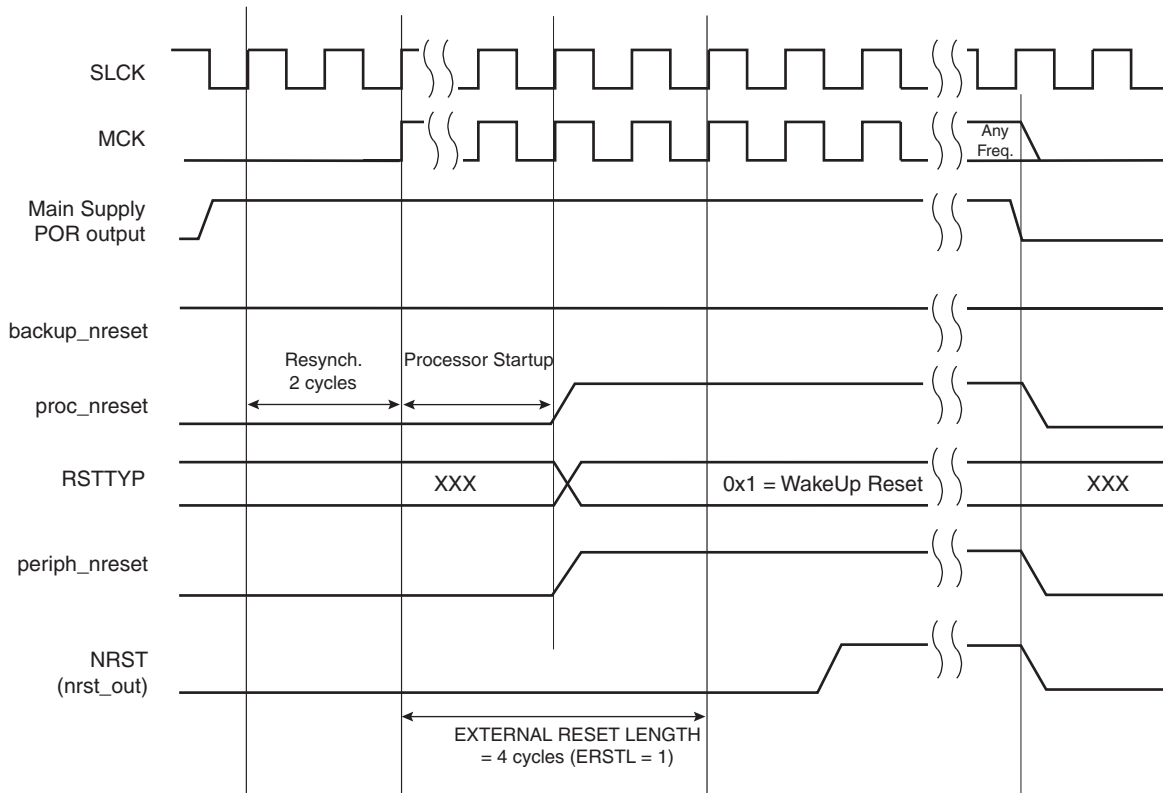 SLCK
MCK
Any
Freq.
Main Supply
POR output
backup_nreset
Resynch.
2 cycles
Processor Startup
proc_nreset
RSTTYP
XXX
0x1 = WakeUp Reset
XXX
periph_nreset
NRST
(nrst_out)
EXTERNAL RESET LENGTH
= 4 cycles (ERSTL = 1)